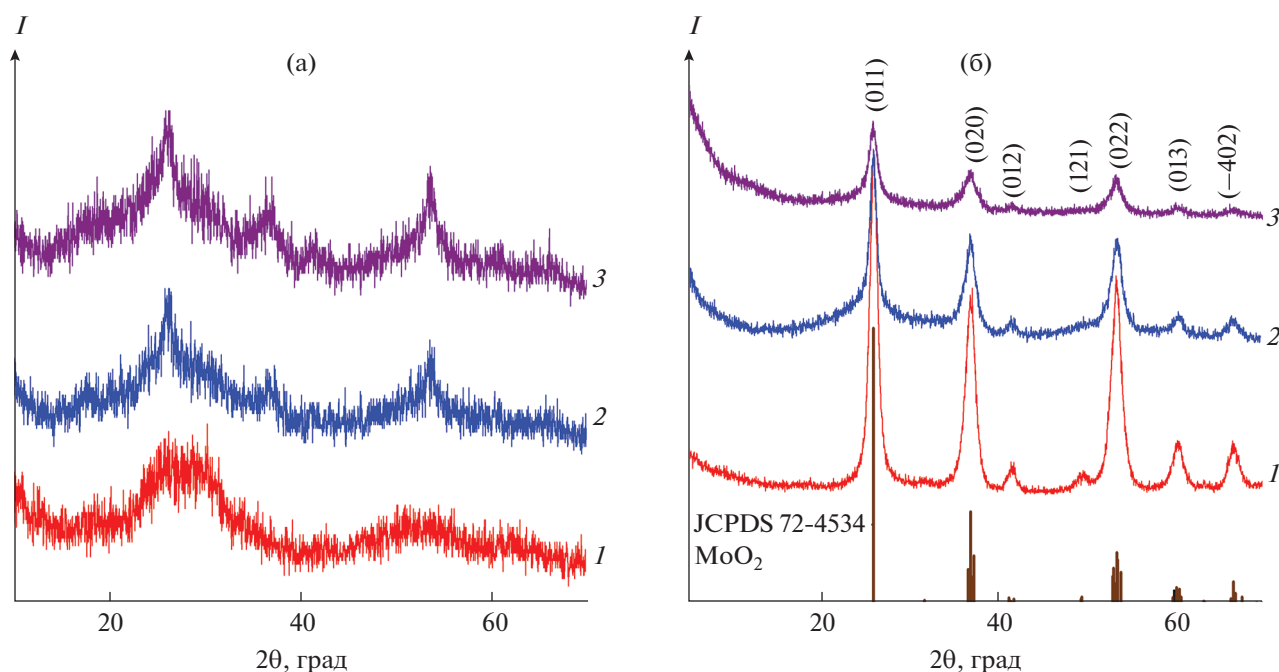 I
(а)
3
2
1
20 40 60
2θ, град
I
(б)
(011)
(020)
(012)
(121)
(022)
(013)
(−402)
3
2
1
JCPDS 72-4534
MoO₂
20 40 60
2θ, град